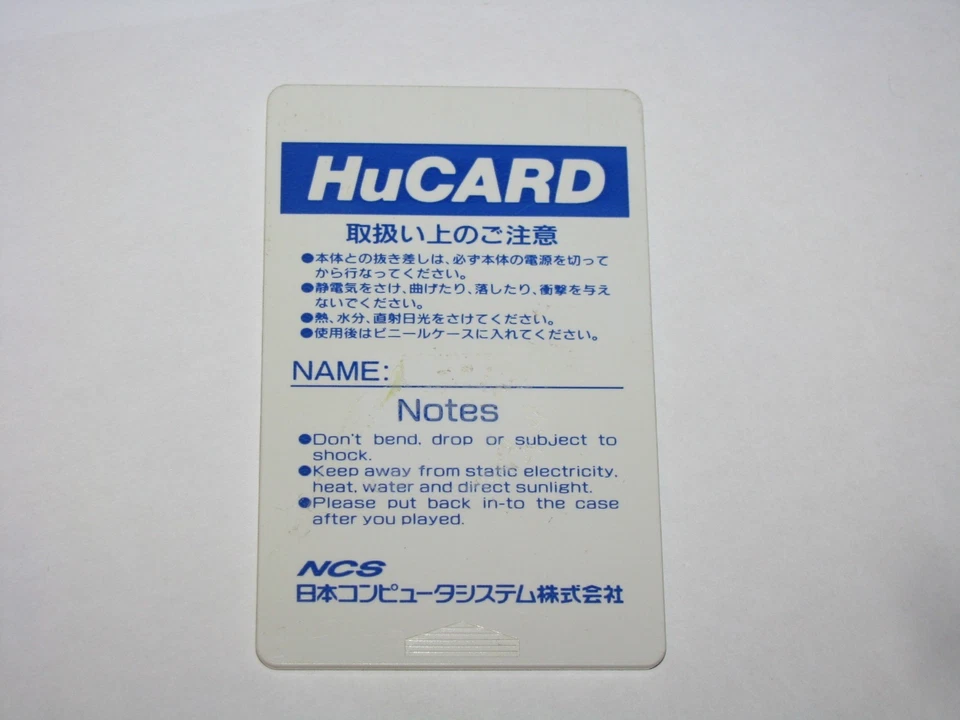 HuCARD
取扱い上のご注意
●本体との抜き差しは、必ず本体の電源を切って
から行なってください。
●静電気をさけ、曲げたり、落したり、衝撃を与え
ないでください。
●熱、水分、直射日光をさけてください。
●使用後はビニールケースに入れてください。
NAME:
Notes
●Don't bend, drop or subject to
shock.
●Keep away from static electricity,
heat, water and direct sunlight.
●Please put back in-to the case
after you played.
NCS
日本コンピュータシステム株式会社